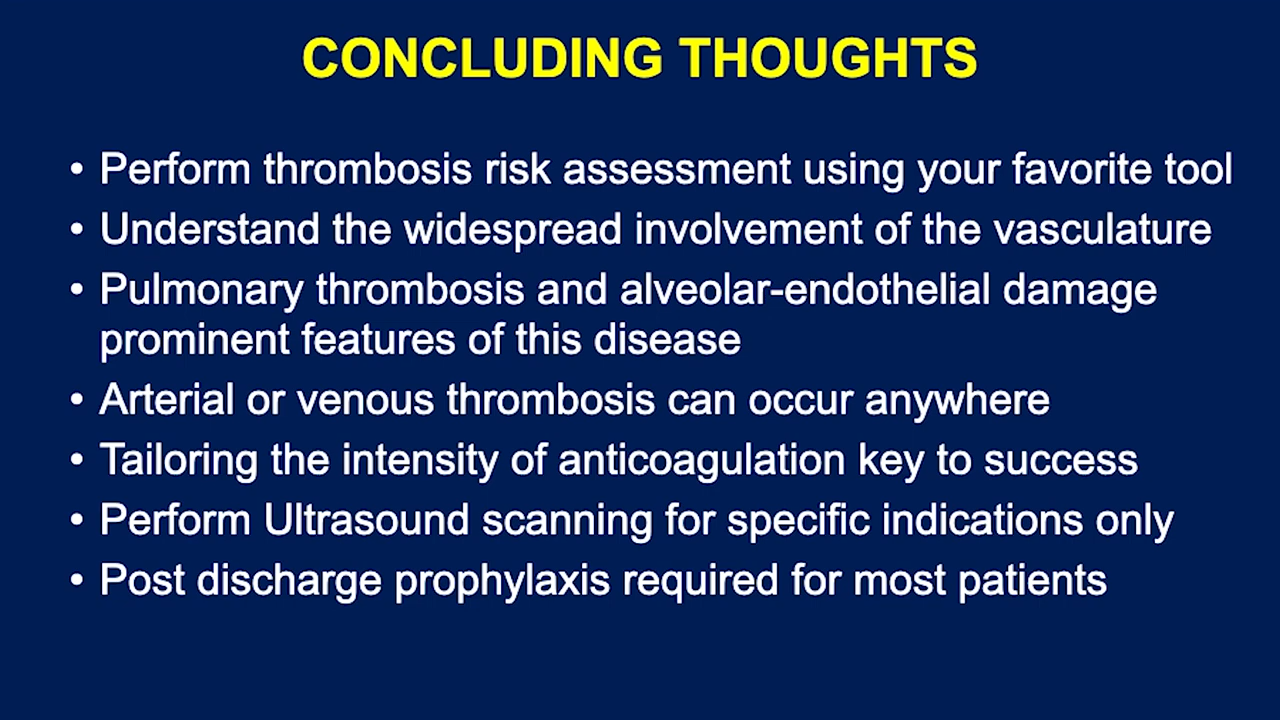 CONCLUDING THOUGHTS
• Perform thrombosis risk assessment using your favorite tool
• Understand the widespread involvement of the vasculature
• Pulmonary thrombosis and alveolar-endothelial damage
prominent features of this disease
• Arterial or venous thrombosis can occur anywhere
• Tailoring the intensity of anticoagulation key to success
• Perform Ultrasound scanning for specific indications only
• Post discharge prophylaxis required for most patients